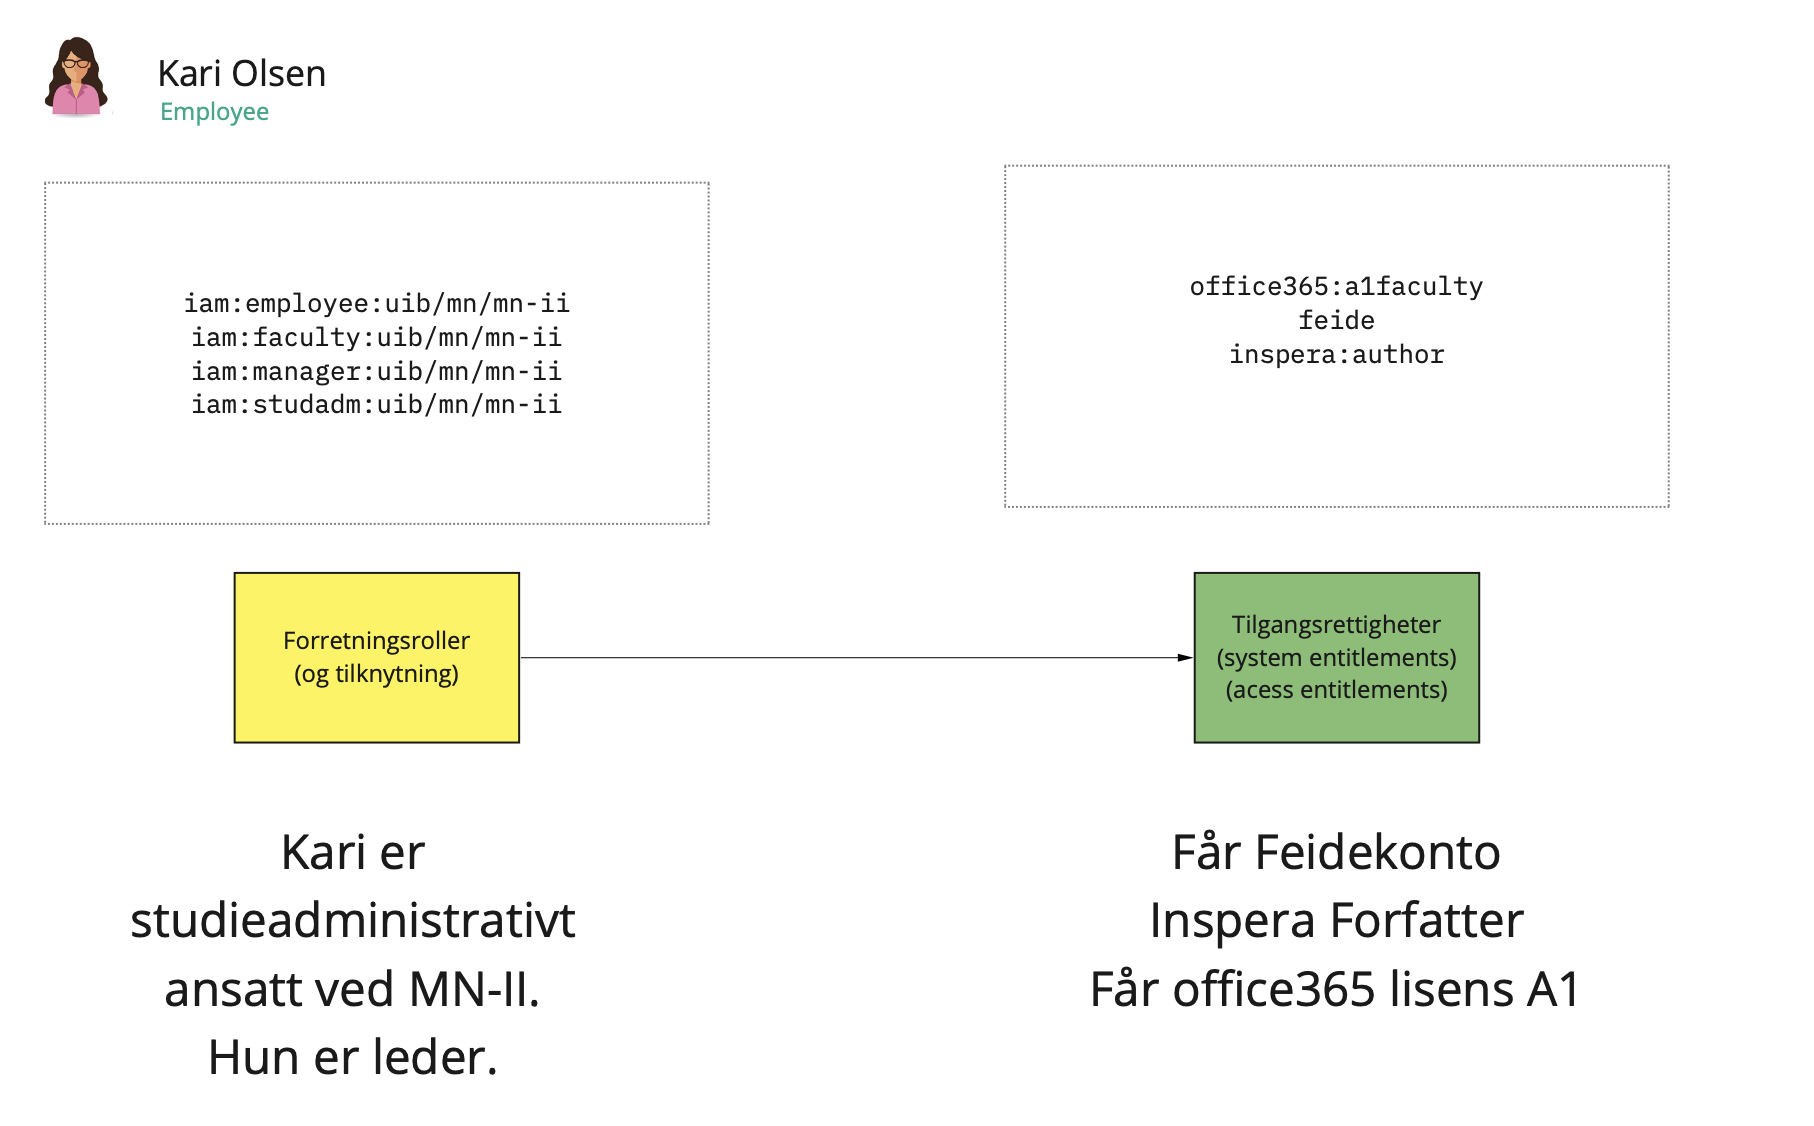 Kari Olsen
Employee
iam:employee:uib/mn/mn-ii
iam:faculty:uib/mn/mn-ii
iam:manager:uib/mn/mn-ii
iam:studadm:uib/mn/mn-ii
office365:a1faculty
feide
inspera:author
Forretningsroller
(og tilknytning)
Tilgangsrettigheter
(system entitlements)
(acess entitlements)
Kari er
studieadministrativt
ansatt ved MN-II.
Hun er leder.
Får Feidekonto
Inspera Forfatter
Får office365 lisens A1